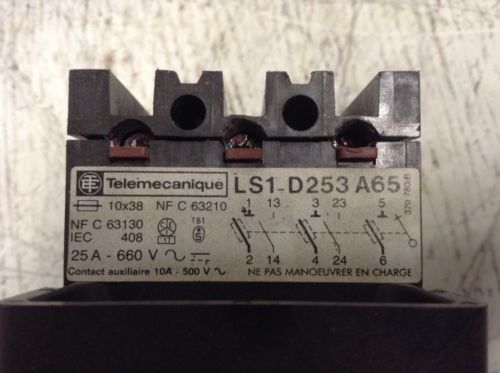 Telemecanique LS1-D253 A65
10x38 NF C 63210
NF C 63130
IEC 408
25 A - 660 V
Contact auxiliaire 10A - 500 V
1 13 3 23 5
2 14 4 24 6
NE PAS MANOEUVRER EN CHARGE